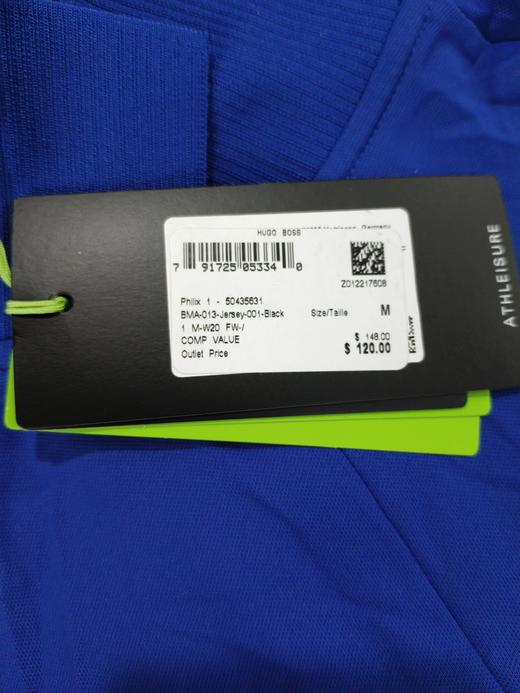 HUGO BOSS
Germany
7 91725 05334 0
Z012217608
Philix 1 - 50435631
BMA-013-Jersey-001-Black Size/Taille M
1 M-W20 FW-/
COMP VALUE $ 148.00
Outlet Price $ 120.00
ATHLEISURE